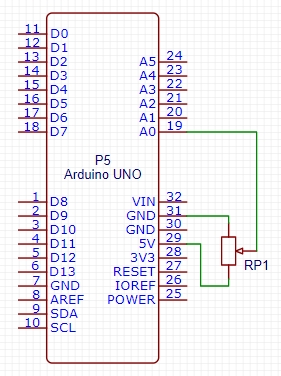 11 D0
12 D1
13 D2 A5 24
14 D3 A4 23
15 D4 A3 22
16 D5 A2 21
17 D6 A1 20
18 D7 A0 19
P5
Arduino UNO
1 D8 VIN 32
2 D9 GND 31
3 D10 GND 30
4 D11 5V 29
5 D12 3V3 28
6 D13 RESET 27
7 GND IOREF 26
8 AREF POWER 25
9 SDA
10 SCL
RP1